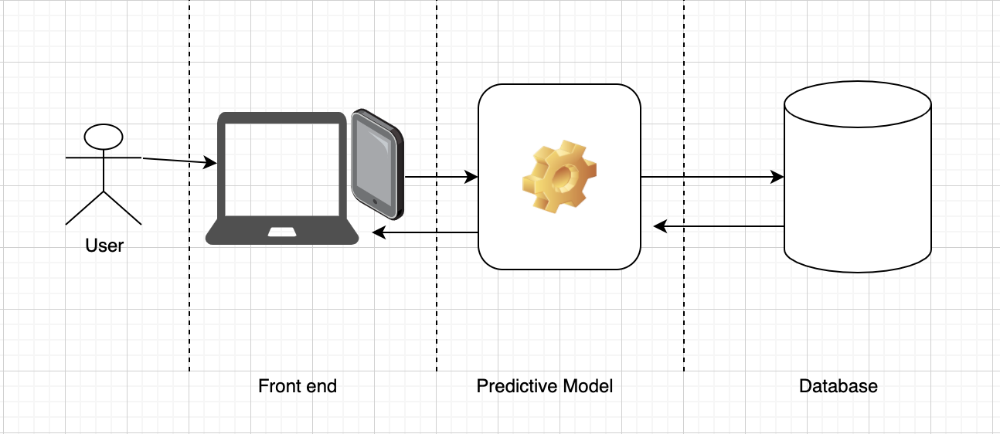 User
Front end
Predictive Model
Database